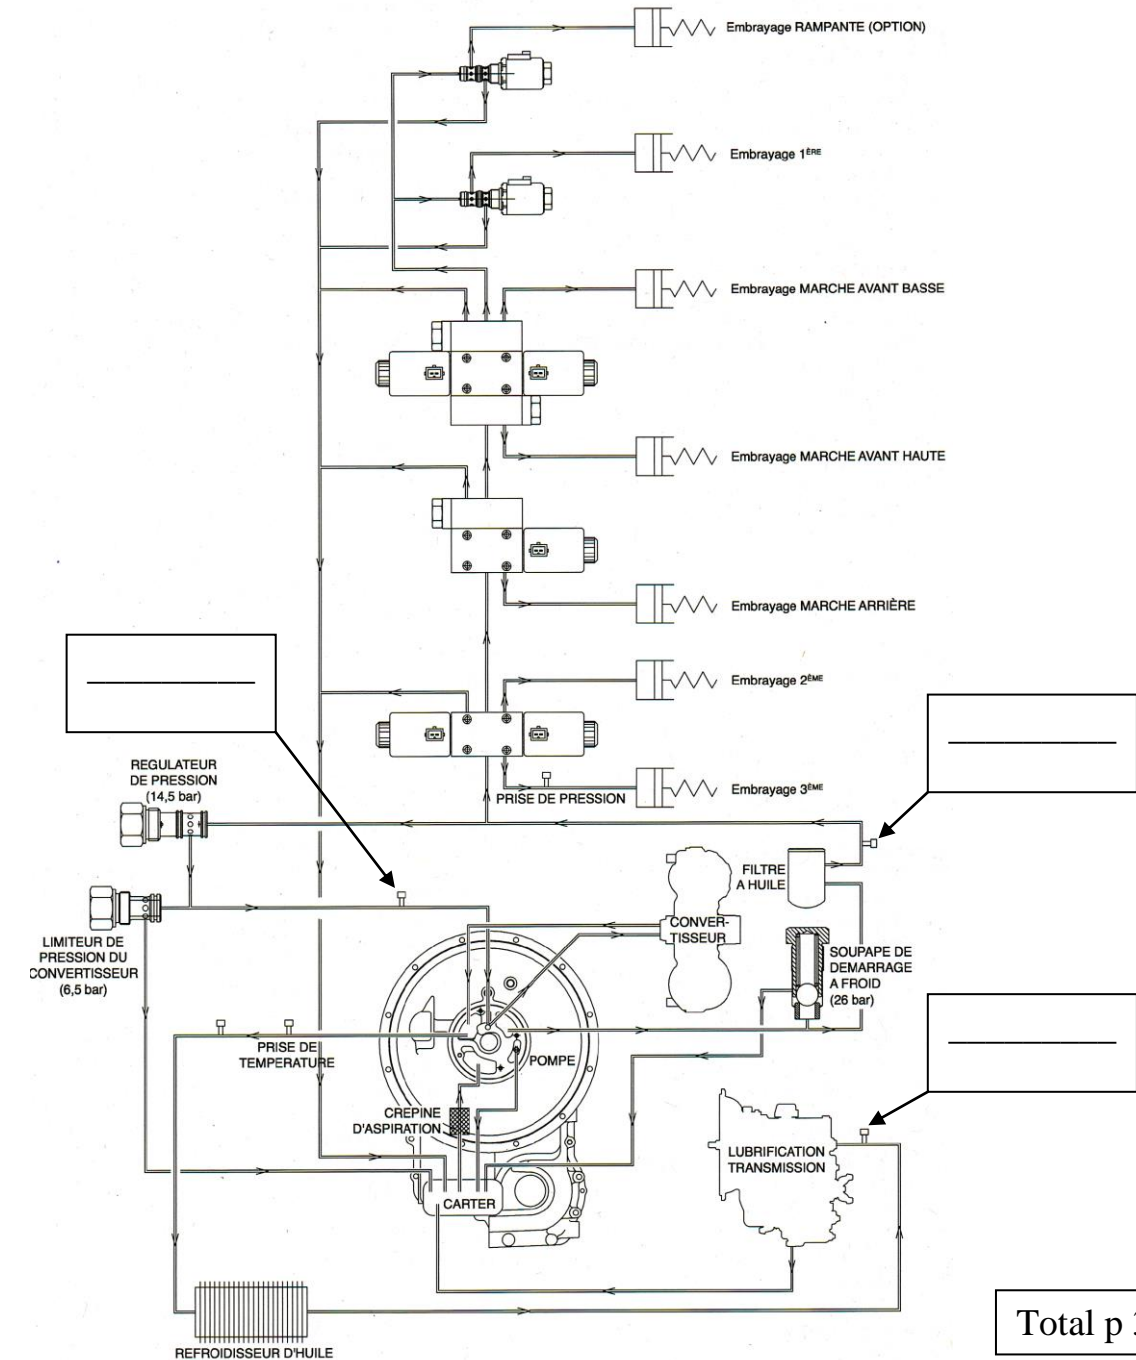 Embrayage RAMPANTE (OPTION)
Embrayage 1ÈRE
Embrayage MARCHE AVANT BASSE
Embrayage MARCHE AVANT HAUTE
Embrayage MARCHE ARRIÈRE
Embrayage 2ÈME
Embrayage 3ÈME
PRISE DE PRESSION
REGULATEUR
DE PRESSION
(14,5 bar)
FILTRE
A HUILE
CONVER-
TISSEUR
LIMITEUR DE
PRESSION DU
CONVERTISSEUR
(6,5 bar)
SOUPAPE DE
DEMARRAGE
A FROID
(26 bar)
PRISE DE
TEMPERATURE
POMPE
CREPINE
D'ASPIRATION
LUBRIFICATION
TRANSMISSION
CARTER
REFROIDISSEUR D'HUILE
Total p 3